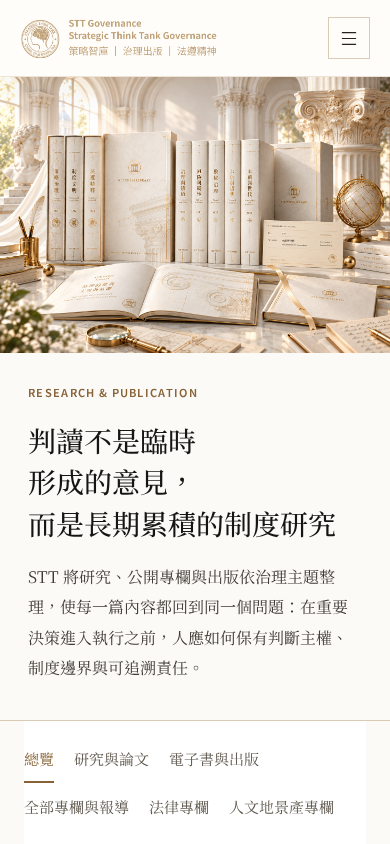 STT Governance
Strategic Think Tank Governance
策略智庫 ｜ 治理出版 ｜ 法遵精神
RESEARCH & PUBLICATION
判讀不是臨時
形成的意見，
而是長期累積的制度研究
STT 將研究、公開專欄與出版依治理主題整
理，使每一篇內容都回到同一個問題：在重要
決策進入執行之前，人應如何保有判斷主權、
制度邊界與可追溯責任。
總覽 研究與論文 電子書與出版
全部專欄與報導 法律專欄 人文地景產專欄